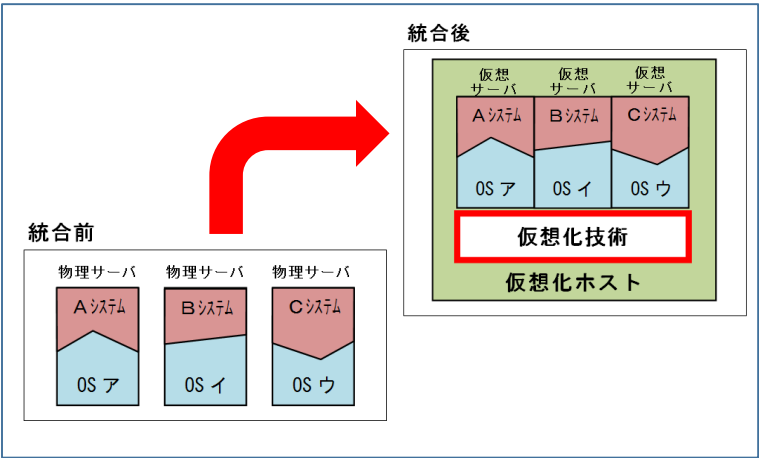 統合後
仮想 仮想 仮想
サーバ サーバ サーバ
Aシステム Bシステム Cシステム
OS ア OS イ OS ウ
仮想化技術
仮想化ホスト
統合前
物理サーバ 物理サーバ 物理サーバ
Aシステム Bシステム Cシステム
OS ア OS イ OS ウ